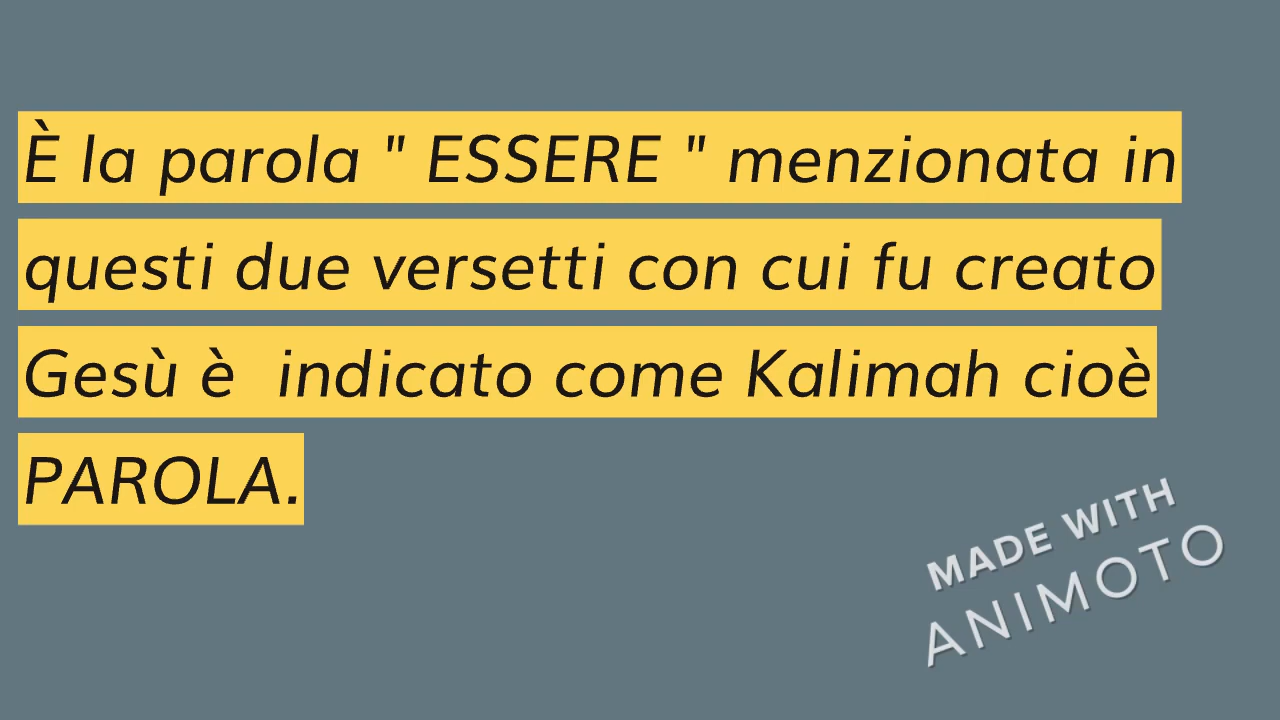 È la parola " ESSERE " menzionata in
questi due versetti con cui fu creato
Gesù è  indicato come Kalimah cioè
PAROLA.
MADE WITH
ANIMOTO